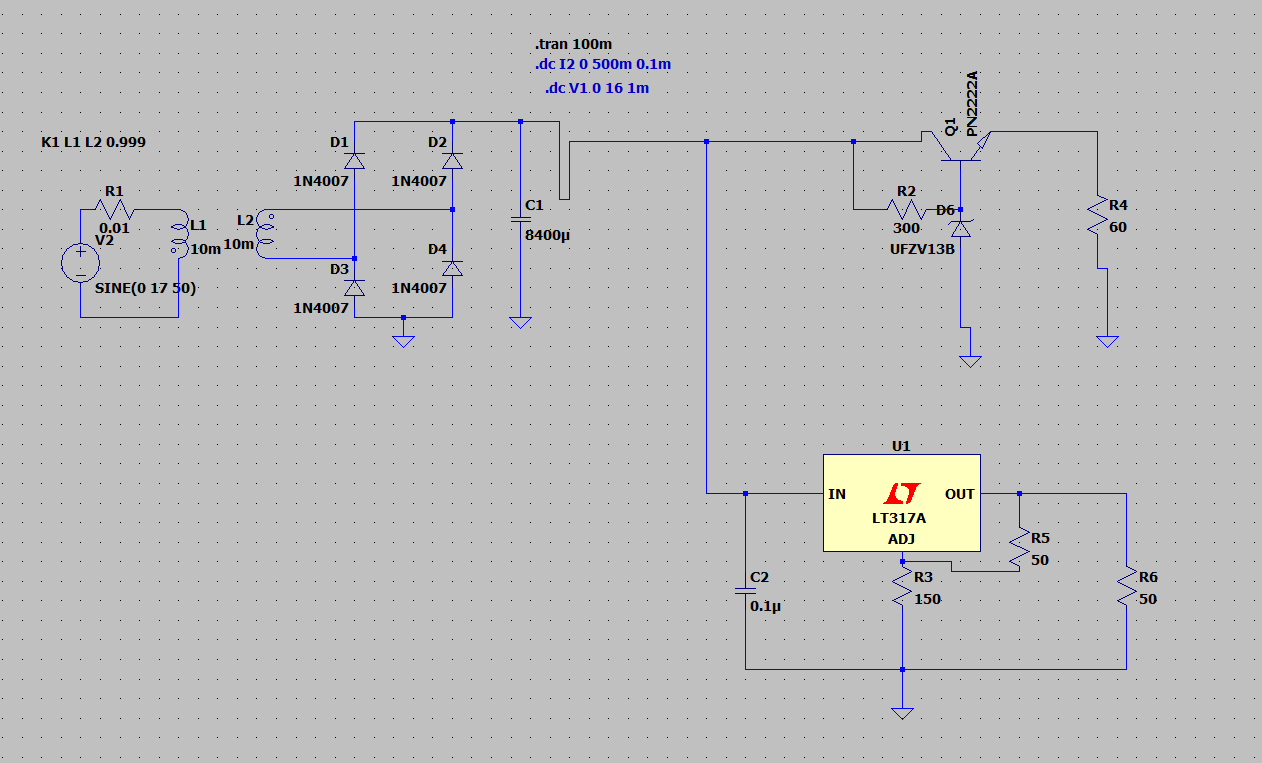 .tran 100m
.dc I2 0 500m 0.1m
.dc V1 0 16 1m
K1 L1 L2 0.999
R1
0.01
V2
SINE(0 17 50)
L1
10m
L2
10m
D1
1N4007
D2
1N4007
D3
1N4007
D4
1N4007
C1
8400µ
Q1
PN2222A
R2
300
D6
UFZV13B
R4
60
U1
IN
OUT
LT317A
ADJ
R5
50
C2
0.1µ
R3
150
R6
50